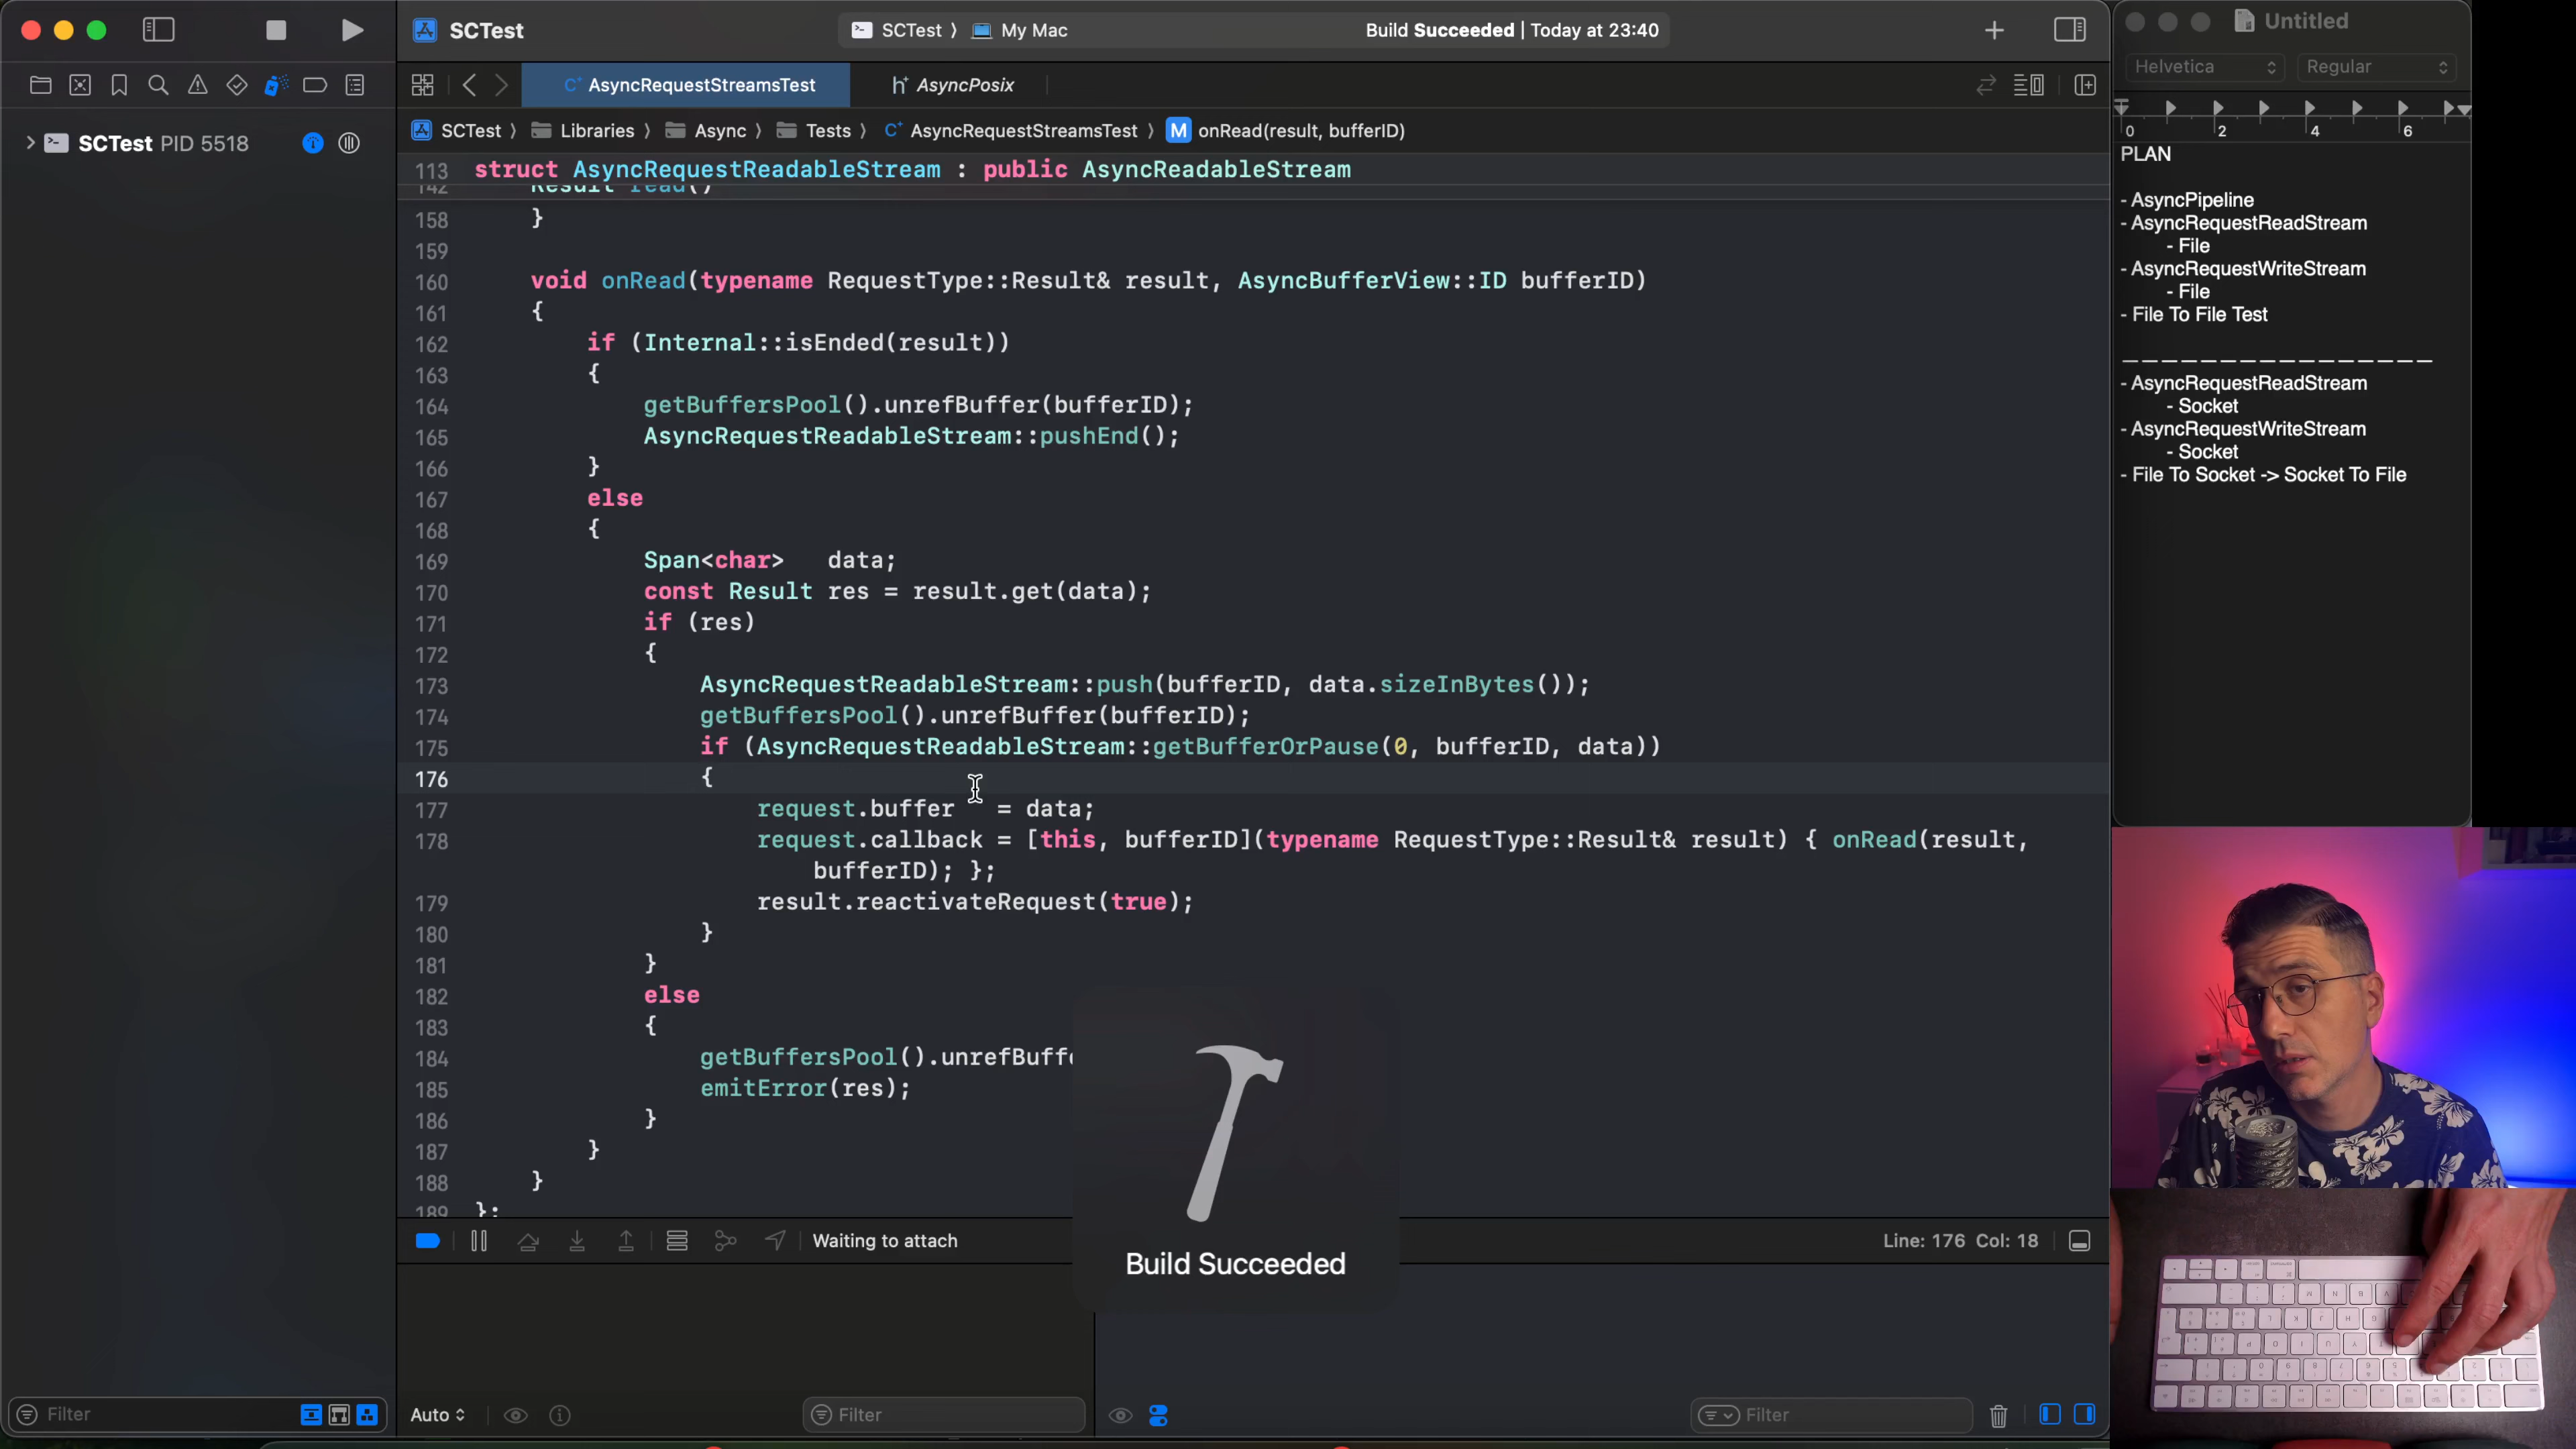 SCTest
SCTest 〉 My Mac
Build Succeeded | Today at 23:40
SCTest PID 5518
AsyncRequestStreamsTest
AsyncPosix
SCTest 〉 Libraries 〉 Async 〉 Tests 〉 AsyncRequestStreamsTest 〉 M onRead(result, bufferID)
113 struct AsyncRequestReadableStream : public AsyncReadableStream
142 Result read()
158 }
159
160 void onRead(typename RequestType::Result& result, AsyncBufferView::ID bufferID)
161 {
162 if (Internal::isEnded(result))
163 {
164 getBuffersPool().unrefBuffer(bufferID);
165 AsyncRequestReadableStream::pushEnd();
166 }
167 else
168 {
169 Span<char> data;
170 const Result res = result.get(data);
171 if (res)
172 {
173 AsyncRequestReadableStream::push(bufferID, data.sizeInBytes());
174 getBuffersPool().unrefBuffer(bufferID);
175 if (AsyncRequestReadableStream::getBufferOrPause(0, bufferID, data))
176 {
177 request.buffer = data;
178 request.callback = [this, bufferID](typename RequestType::Result& result) { onRead(result,
bufferID); };
179 result.reactivateRequest(true);
180 }
181 }
182 else
183 {
184 getBuffersPool().unrefBuffe
185 emitError(res);
186 }
187 }
188 }
189 };
Build Succeeded
Waiting to attach
Line: 176 Col: 18
Filter
Auto
Filter
Filter
Untitled
Helvetica
Regular
0 2 4 6
PLAN
- AsyncPipeline
- AsyncRequestReadStream
- File
- AsyncRequestWriteStream
- File
- File To File Test
_ _ _ _ _ _ _ _ _ _ _ _ _ _ _ _
- AsyncRequestReadStream
- Socket
- AsyncRequestWriteStream
- Socket
- File To Socket -> Socket To File